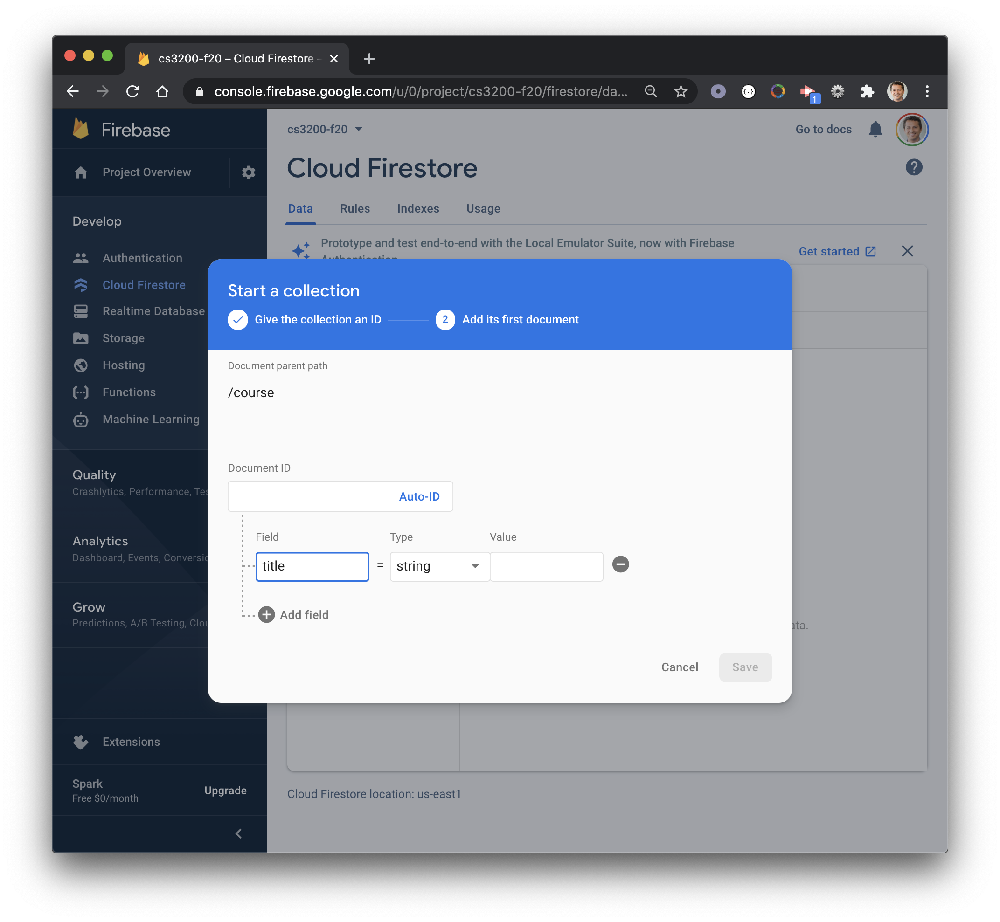 cs3200-f20 – Cloud Firestore -
console.firebase.google.com/u/0/project/cs3200-f20/firestore/da...
{...}
1
Firebase
Project Overview
Develop
Authentication
Cloud Firestore
Realtime Database
Storage
Hosting
Functions
Machine Learning
Quality
Crashlytics, Performance, Tes
Analytics
Dashboard, Events, Conversio
Grow
Predictions, A/B Testing, Clou
Extensions
Spark
Free $0/month
Upgrade
cs3200-f20
Go to docs
Cloud Firestore
?
Data Rules Indexes Usage
Prototype and test end-to-end with the Local Emulator Suite, now with Firebase
Authentication
Get started
Start a collection
Give the collection an ID
2 Add its first document
Document parent path
/course
Document ID
Auto-ID
Field Type Value
title = string
Add field
ata.
Cancel Save
Cloud Firestore location: us-east1